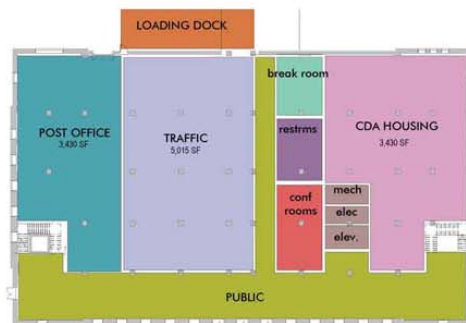 LOADING DOCK
break room
POST OFFICE
3,430 SF
TRAFFIC
5,015 SF
restrms
CDA HOUSING
3,430 SF
conf
rooms
mech
elec
elev.
PUBLIC